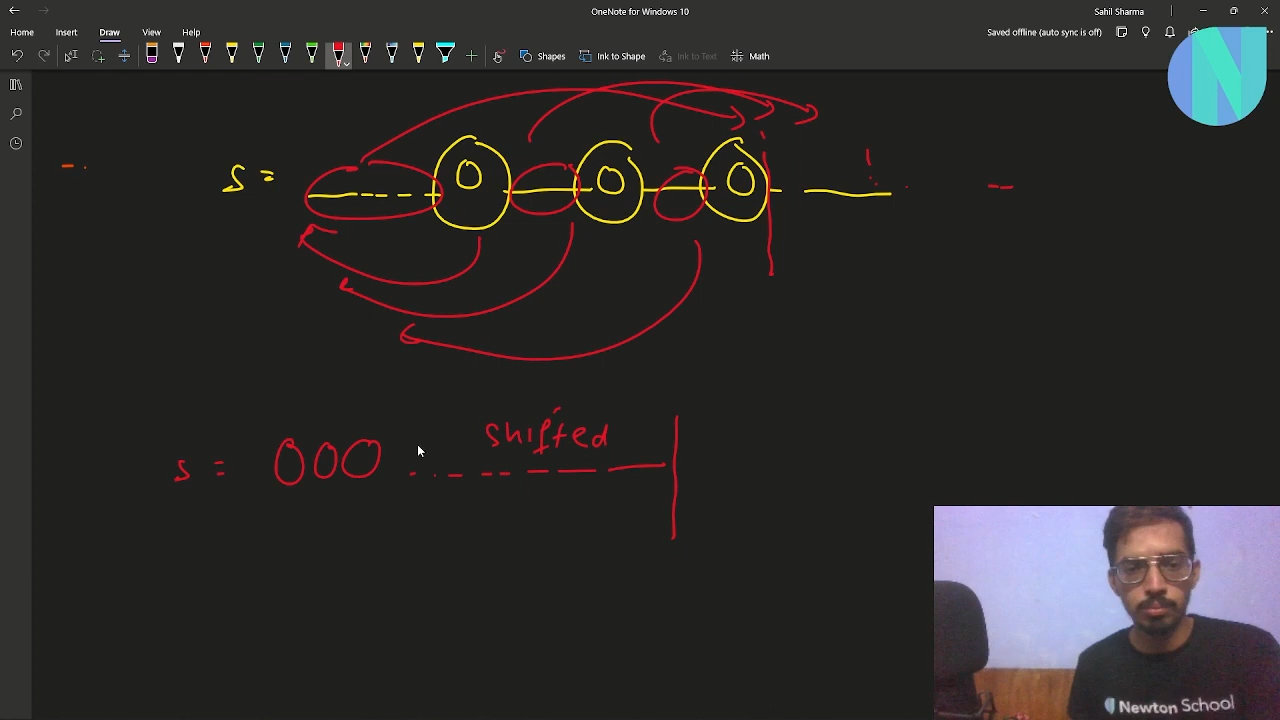 OneNote for Windows 10
Sahil Sharma
Home Insert Draw View Help
Saved offline (auto sync is off)
Shapes Ink to Shape Ink to Text Math
N
s = 0 0 0
s = 000 shifted
Newton School